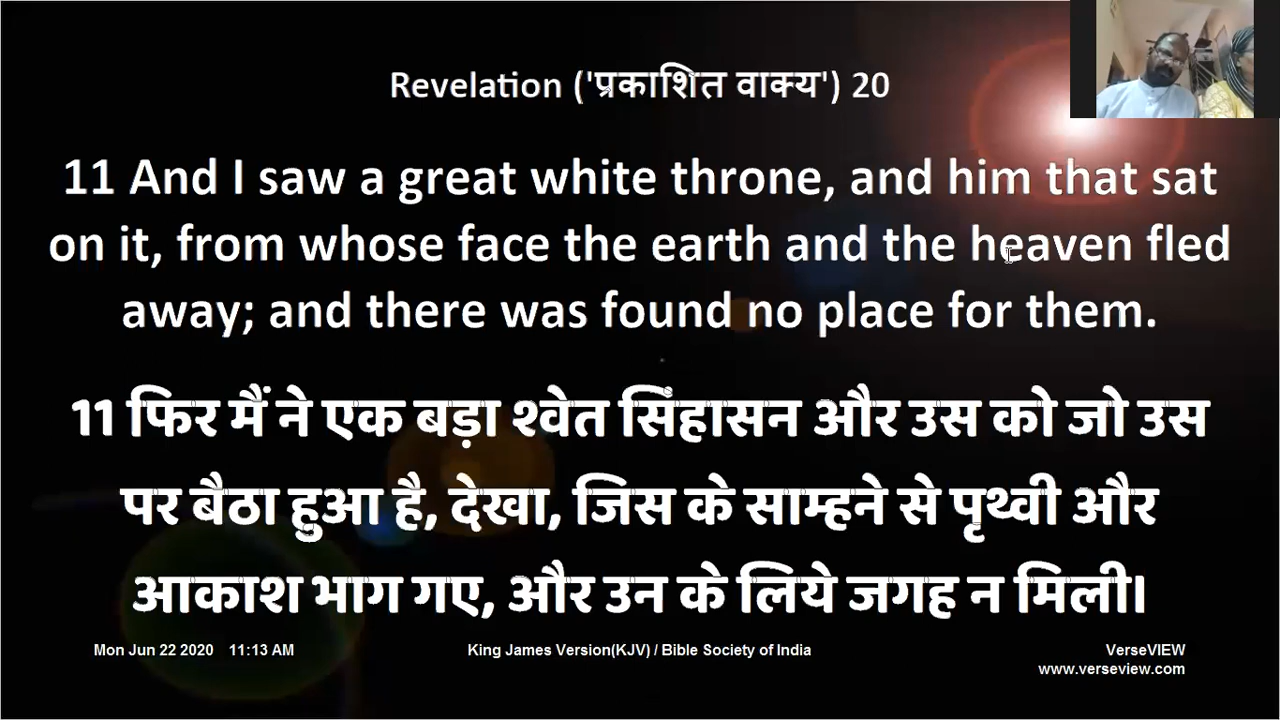 Revelation ('प्रकाशित वाक्य') 20
11 And I saw a great white throne, and him that sat
on it, from whose face the earth and the heaven fled
away; and there was found no place for them.
11 फिर मैं ने एक बड़ा श्वेत सिंहासन और उस को जो उस
पर बैठा हुआ है, देखा, जिस के साम्हने से पृथ्वी और
आकाश भाग गए, और उन के लिये जगह न मिली।
Mon Jun 22 2020 11:13 AM
King James Version(KJV) / Bible Society of India
VerseVIEW
www.verseview.com